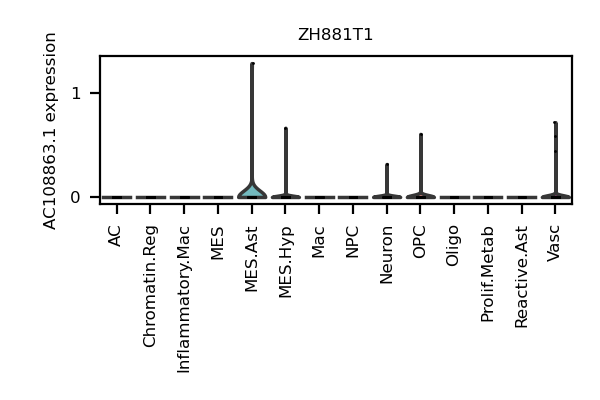 ZH881T1
AC108863.1 expression
1
0
AC
Chromatin.Reg
Inflammatory.Mac
MES
MES.Ast
MES.Hyp
Mac
NPC
Neuron
OPC
Oligo
Prolif.Metab
Reactive.Ast
Vasc